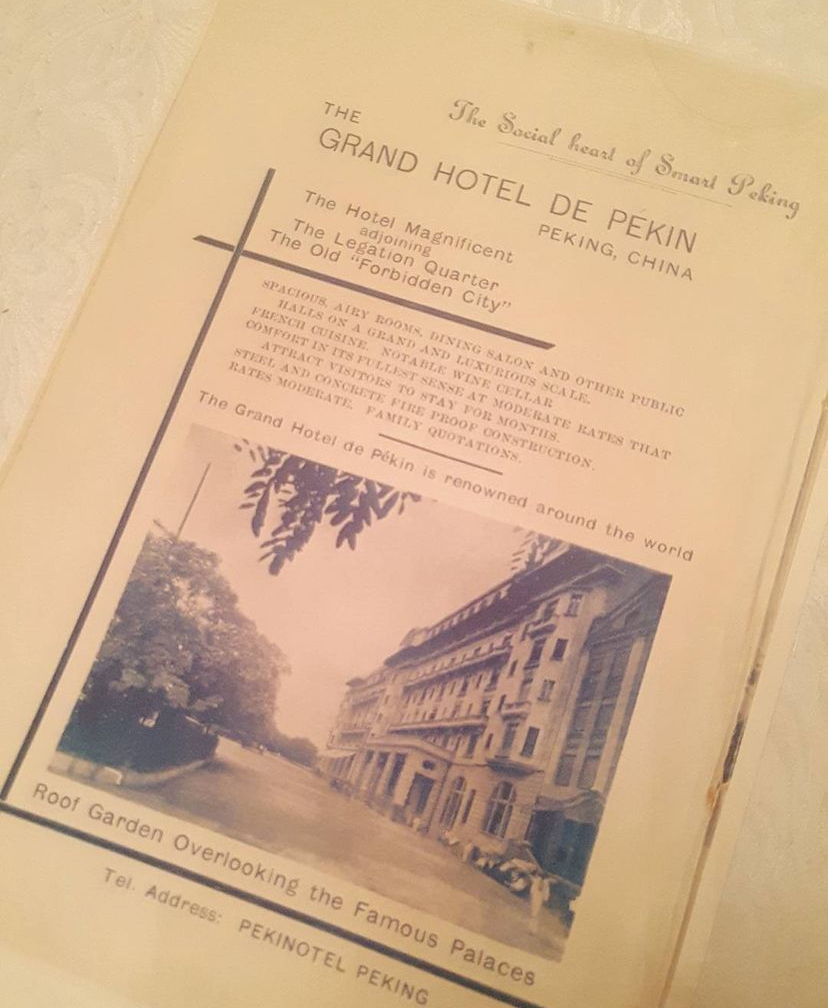 The Social heart of Smart Peking
THE
GRAND HOTEL DE PÉKIN
PEKING, CHINA
The Hotel Magnificent
adjoining
The Legation Quarter
The Old "Forbidden City"
SPACIOUS, AIRY ROOMS, DINING SALON AND OTHER PUBLIC
HALLS ON A GRAND AND LUXURIOUS SCALE.
FRENCH CUISINE. NOTABLE WINE CELLAR
COMFORT IN ITS FULLEST SENSE AT MODERATE RATES THAT
ATTRACT VISITORS TO STAY FOR MONTHS.
STEEL AND CONCRETE FIRE PROOF CONSTRUCTION.
RATES MODERATE. FAMILY QUOTATIONS.
The Grand Hotel de Pékin is renowned around the world
Roof Garden Overlooking the Famous Palaces
Tel. Address: PEKINOTEL PEKING